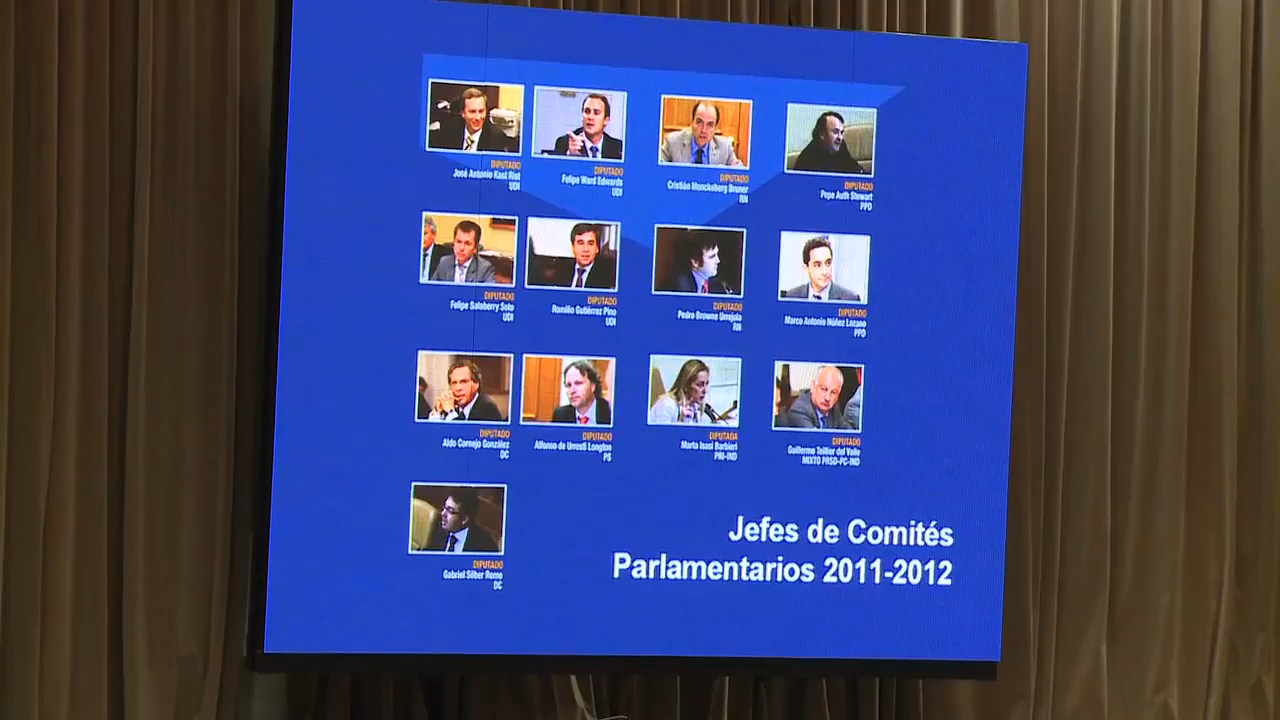 DIPUTADO
José Antonio Kast Rist
UDI
DIPUTADO
Felipe Ward Edwards
UDI
DIPUTADO
Cristián Monckeberg Bruner
RN
DIPUTADO
Pepe Auth Stewart
PPD
DIPUTADO
Felipe Salaberry Soto
UDI
DIPUTADO
Romilio Gutiérrez Pino
UDI
DIPUTADO
Pedro Browne Urrejola
RN
DIPUTADO
Marco Antonio Núñez Lozano
PPD
DIPUTADO
Aldo Cornejo González
DC
DIPUTADO
Alfonso de Urresti Longton
PS
DIPUTADA
Marta Isasi Barbieri
PRI-IND
DIPUTADO
Guillermo Teillier del Valle
MIXTO PRSD-PC-IND
DIPUTADO
Gabriel Silber Romo
DC
Jefes de Comités
Parlamentarios 2011-2012